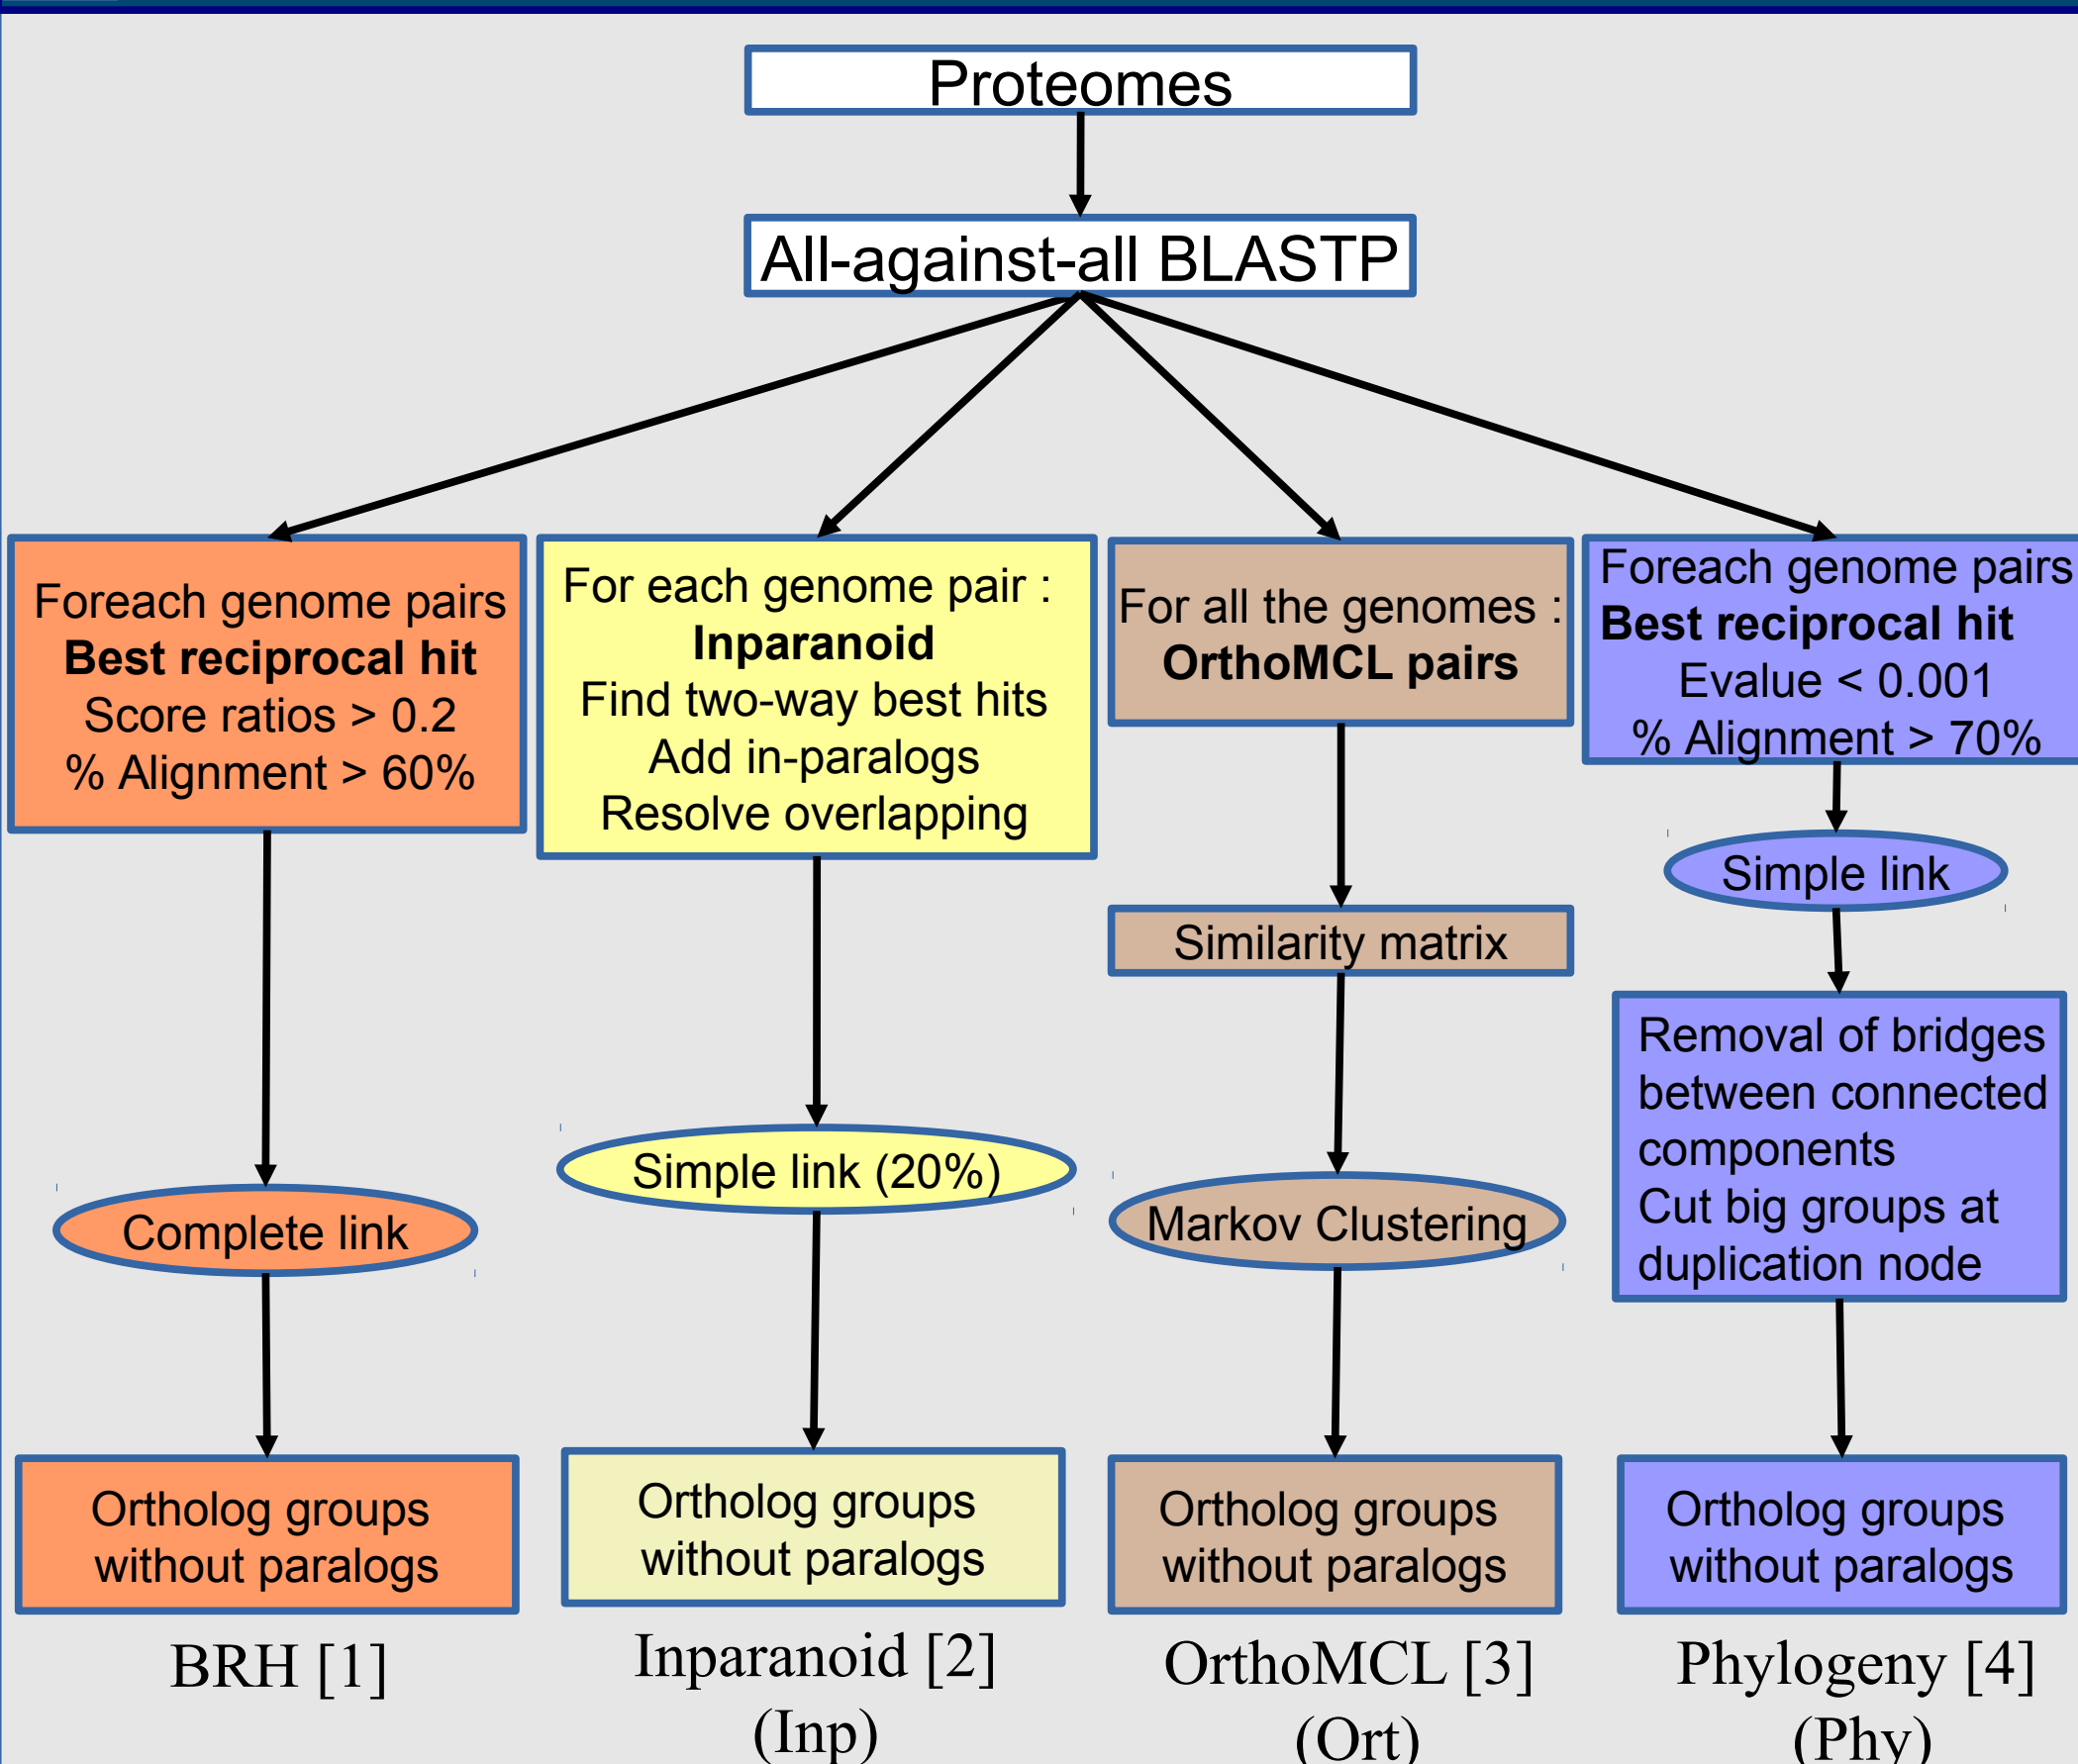 Proteomes
All-against-all BLASTP
Foreach genome pairs
Best reciprocal hit
Score ratios > 0.2
% Alignment > 60%
For each genome pair :
Inparanoid
Find two-way best hits
Add in-paralogs
Resolve overlapping
For all the genomes :
OrthoMCL pairs
Foreach genome pairs
Best reciprocal hit
Evalue < 0.001
% Alignment > 70%
Simple link
Similarity matrix
Removal of bridges
between connected
components
Cut big groups at
duplication node
Complete link
Simple link (20%)
Markov Clustering
Ortholog groups
without paralogs
Ortholog groups
without paralogs
Ortholog groups
without paralogs
Ortholog groups
without paralogs
BRH [1]
Inparanoid [2]
(Inp)
OrthoMCL [3]
(Ort)
Phylogeny [4]
(Phy)